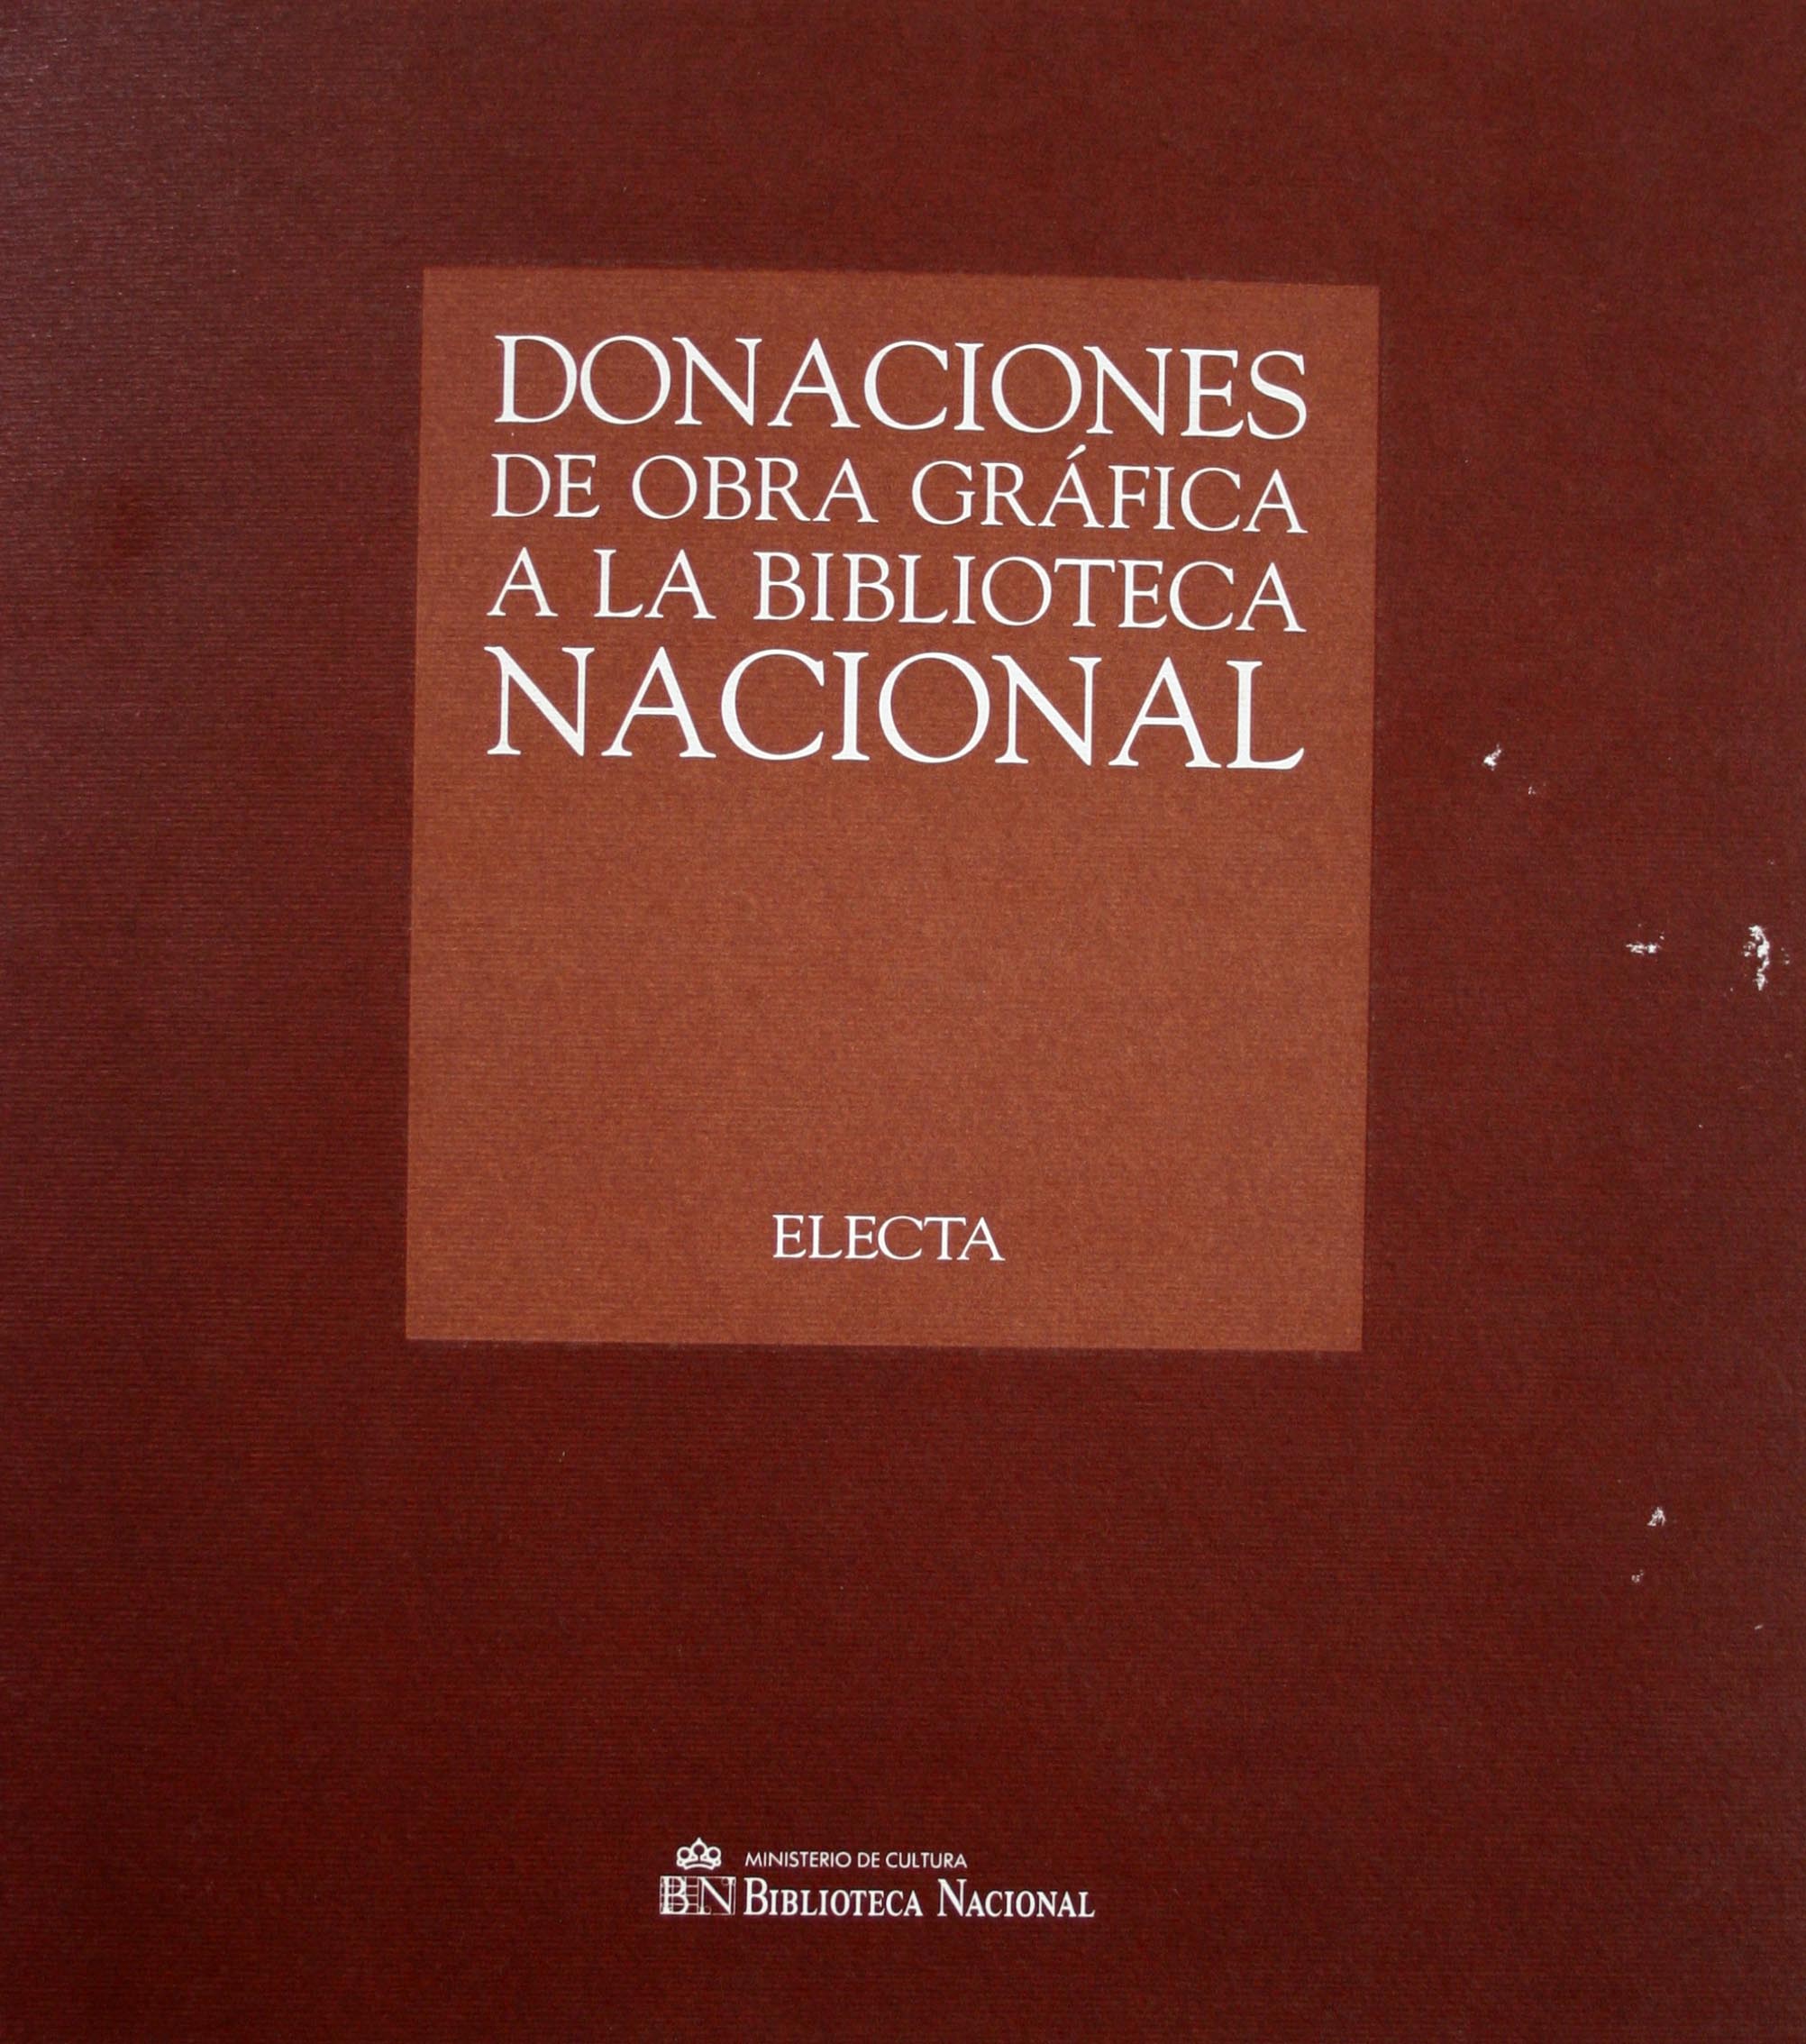 DONACIONES
DE OBRA GRÁFICA
A LA BIBLIOTECA
NACIONAL
ELECTA
MINISTERIO DE CULTURA
BN BIBLIOTECA NACIONAL